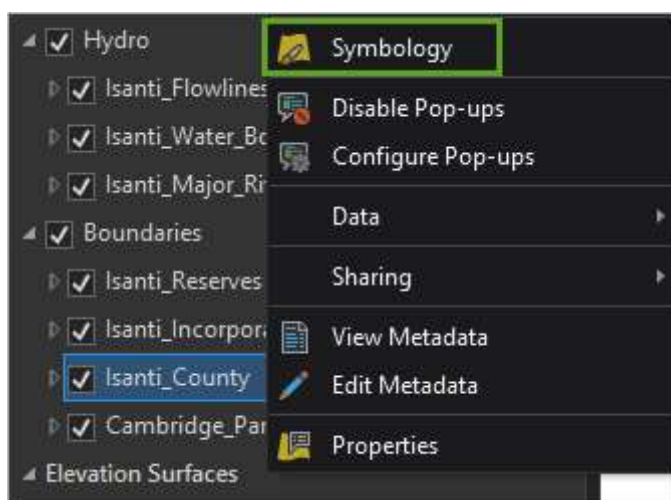 Hydro
Isanti_Flowlines
Isanti_Water_Bo
Isanti_Major_Ri
Boundaries
Isanti_Reserves
Isanti_Incorpora
Isanti_County
Cambridge_Par
Elevation Surfaces
Symbology
Disable Pop-ups
Configure Pop-ups
Data
Sharing
View Metadata
Edit Metadata
Properties